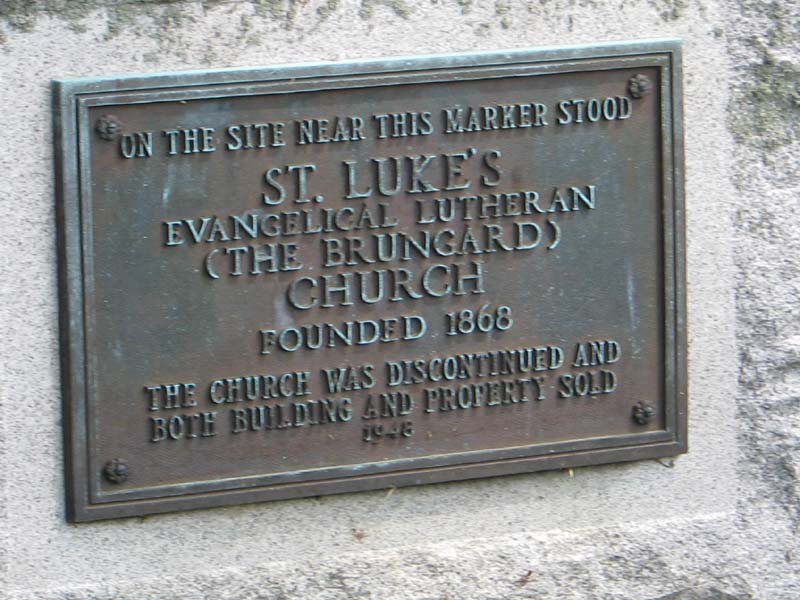 ON THE SITE NEAR THIS MARKER STOOD
ST. LUKE'S
EVANGELICAL LUTHERAN
(THE BRUNGARD)
CHURCH
FOUNDED 1868
THE CHURCH WAS DISCONTINUED AND
BOTH BUILDING AND PROPERTY SOLD
1948